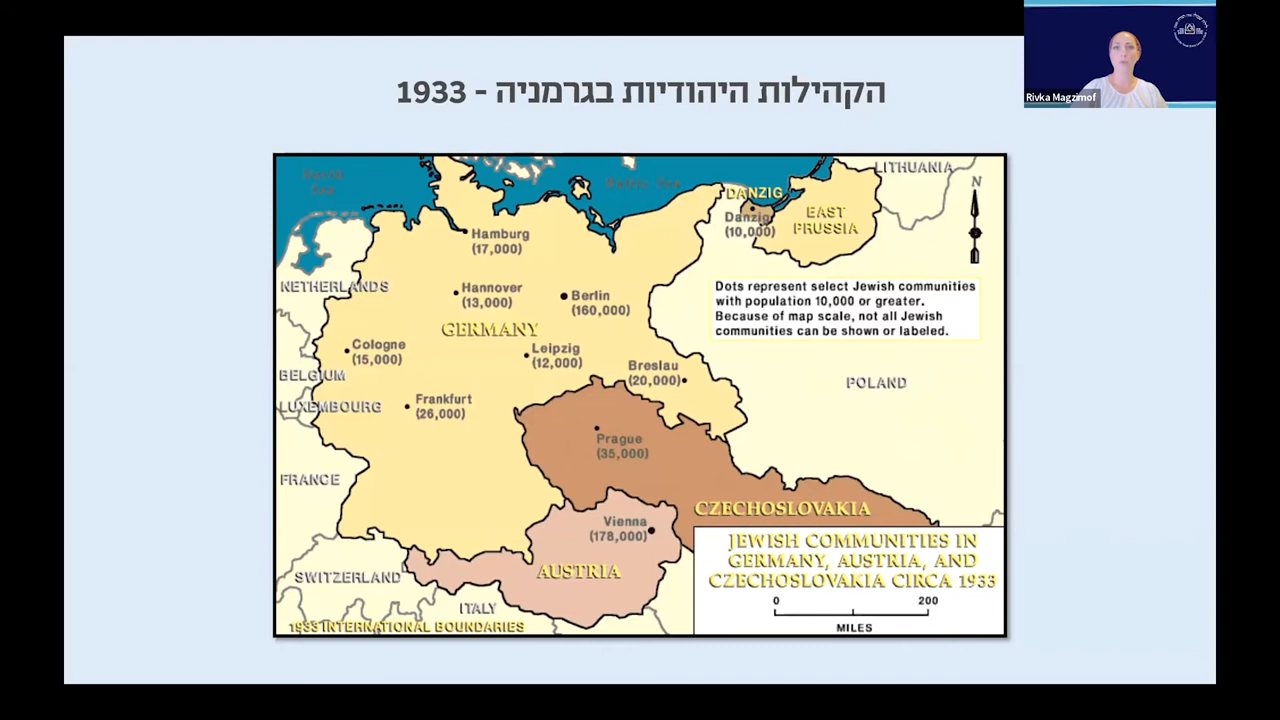 הקהילות היהודיות בגרמניה - 1933
Rivka Magzimof
North
Sea
Baltic Sea
LITHUANIA
DANZIG
Danzig
(10,000)
EAST
PRUSSIA
N
Hamburg
(17,000)
NETHERLANDS
Hannover
(13,000)
Berlin
(160,000)
Dots represent select Jewish communities
with population 10,000 or greater.
Because of map scale, not all Jewish
communities can be shown or labeled.
GERMANY
Cologne
(15,000)
Leipzig
(12,000)
Breslau
(20,000)
BELGIUM
POLAND
LUXEMBOURG
Frankfurt
(26,000)
Prague
(35,000)
FRANCE
CZECHOSLOVAKIA
Vienna
(178,000)
AUSTRIA
SWITZERLAND
ITALY
1933 INTERNATIONAL BOUNDARIES
JEWISH COMMUNITIES IN
GERMANY, AUSTRIA, AND
CZECHOSLOVAKIA CIRCA 1933
0 200
MILES